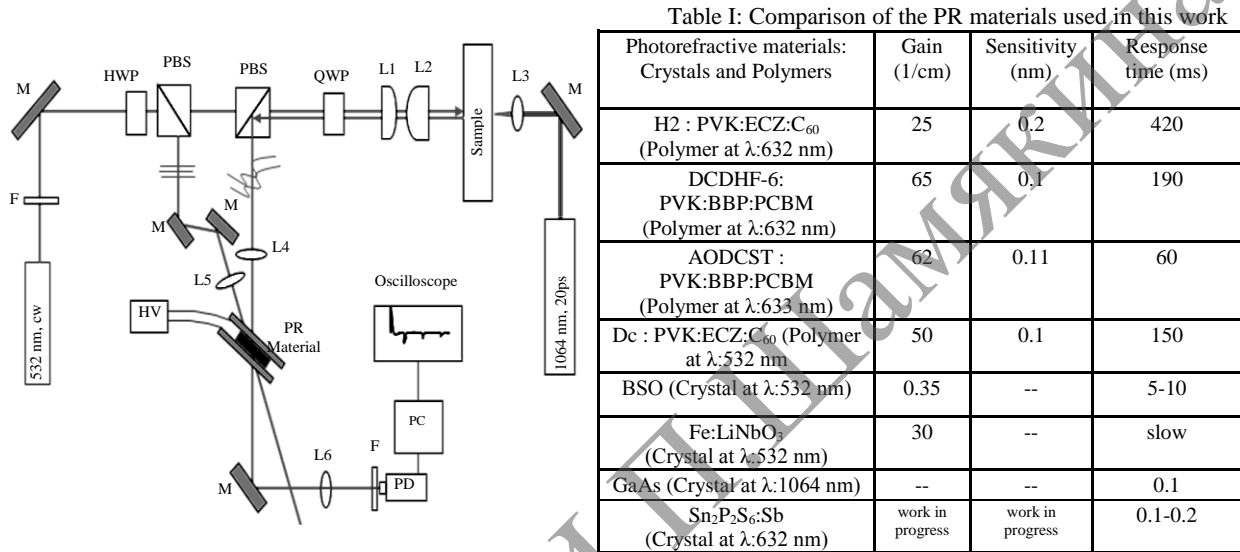 M
HWP
PBS
PBS
QWP
L1
L2
L3
M
Sample
F
M
M
L4
L5
532 nm, cw
HV
PR
Material
Oscilloscope
1064 nm, 20ps
PC
M
L6
F
PD
Table I: Comparison of the PR materials used in this work
Photorefractive materials: Gain Sensitivity Response
Crystals and Polymers (1/cm) (nm) time (ms)
H2 : PVK:ECZ:C₆₀ 25 0.2 420
(Polymer at λ:632 nm)
DCDHF-6: 65 0.1 190
PVK:BBP:PCBM
(Polymer at λ:632 nm)
AODCST : 62 0.11 60
PVK:BBP:PCBM
(Polymer at λ:633 nm)
Dc : PVK:ECZ:C₆₀ (Polymer 50 0.1 150
at λ:532 nm
BSO (Crystal at λ:532 nm) 0.35 -- 5-10
Fe:LiNbO₃ 30 -- slow
(Crystal at λ:532 nm)
GaAs (Crystal at λ:1064 nm) -- -- 0.1
Sn₂P₂S₆:Sb work in work in 0.1-0.2
(Crystal at λ:632 nm) progress progress